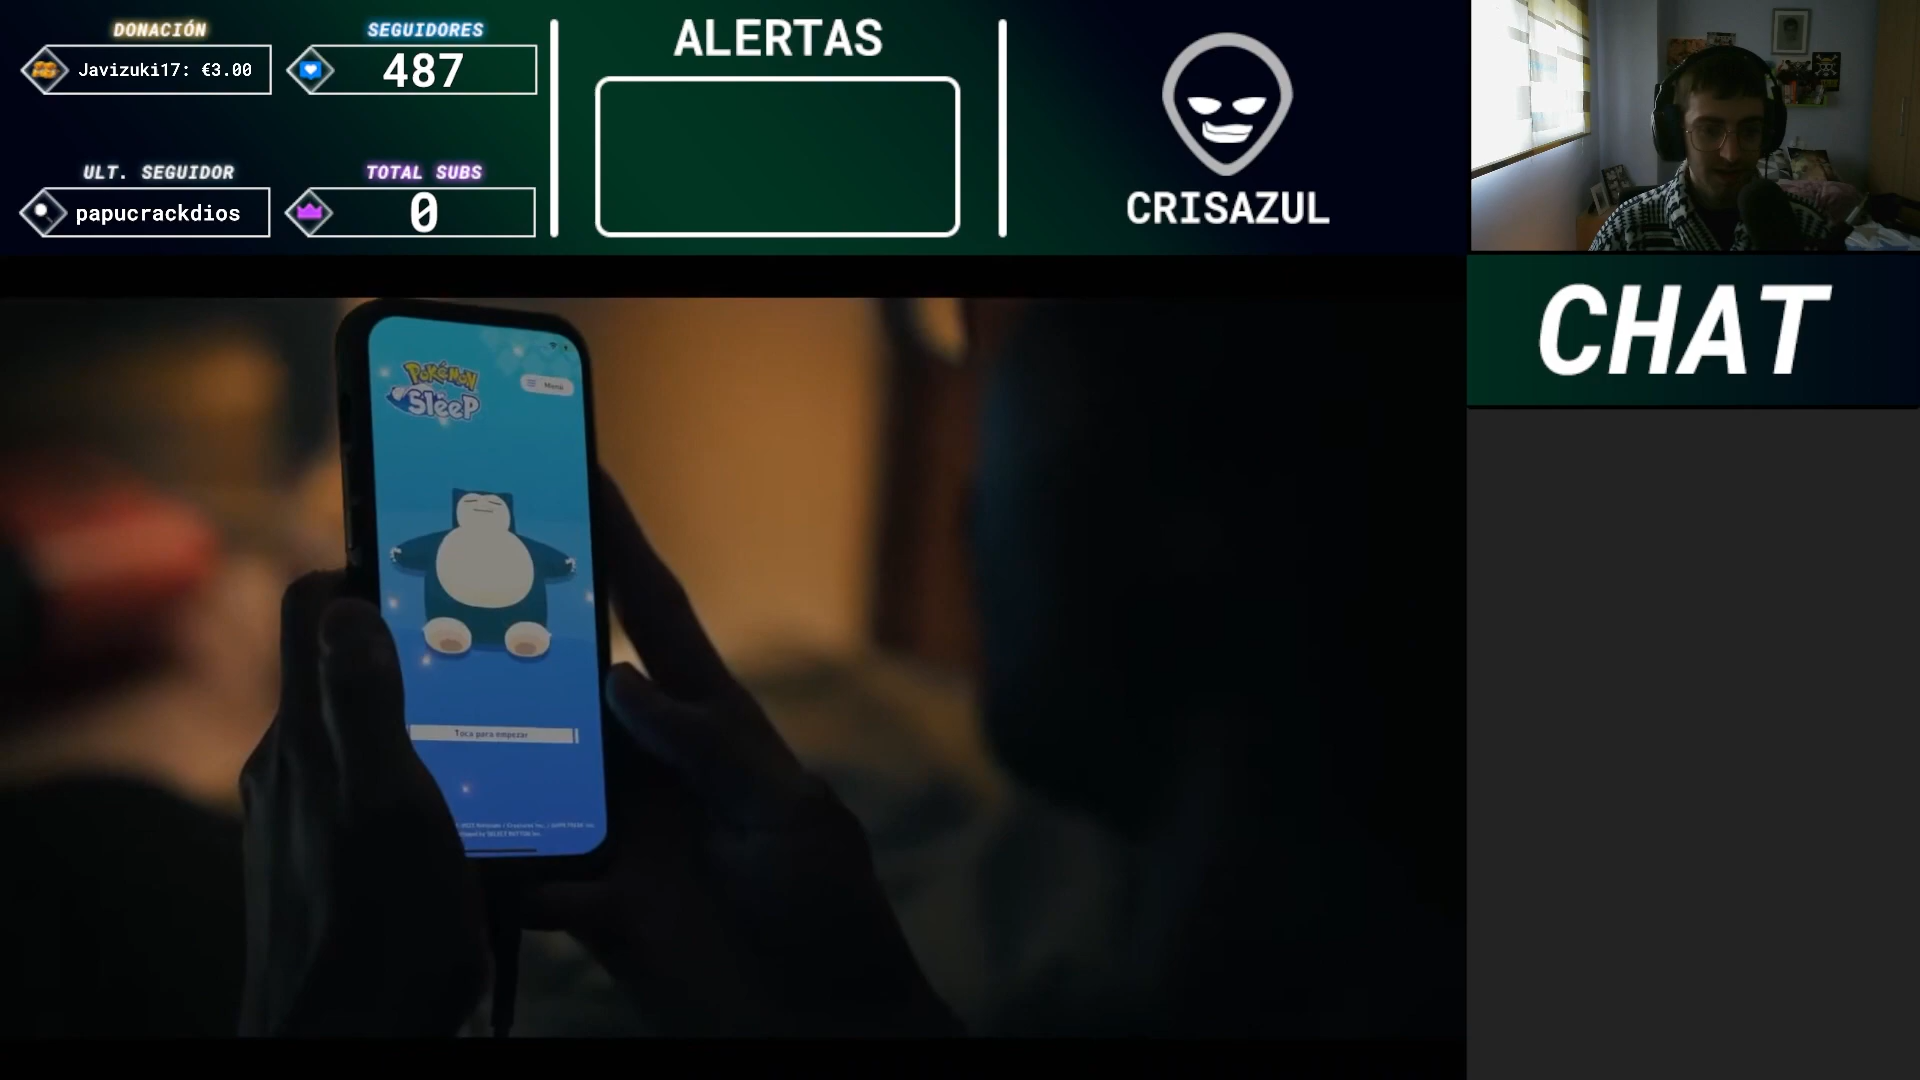 DONACIÓN
Javizuki17: €3.00
SEGUIDORES
487
ULT. SEGUIDOR
papucrackdios
TOTAL SUBS
0
ALERTAS
CRISAZUL
CHAT
POKÉMON
Sleep
Menú
Toca para empezar